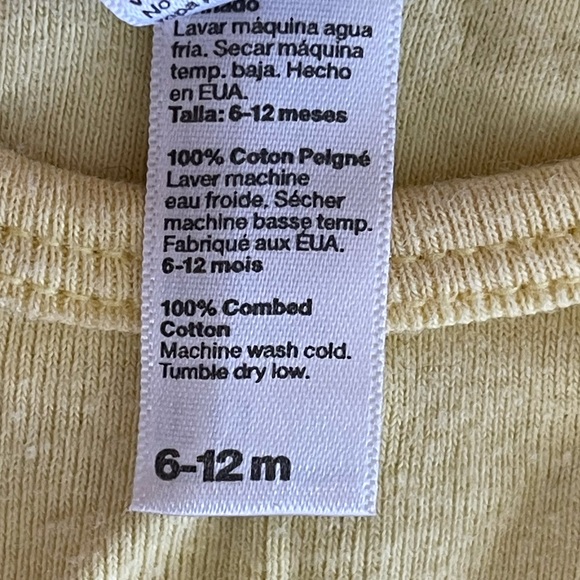 No
Lavar máquina agua
fría. Secar máquina
temp. baja. Hecho
en EUA.
Talla: 6-12 meses
100% Coton Peigné
Laver machine
eau froide. Sécher
machine basse temp.
Fabriqué aux EUA.
6-12 mois
100% Combed
Cotton
Machine wash cold.
Tumble dry low.
6-12 m